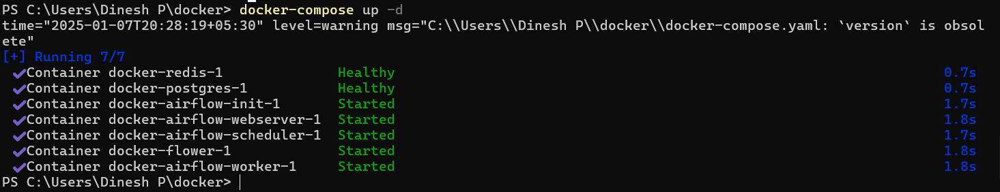 PS C:\Users\Dinesh P\docker> docker-compose up -d
time="2025-01-07T20:28:19+05:30" level=warning msg="C:\\Users\\Dinesh P\\docker\\docker-compose.yaml: `version` is obsol
ete"
[+] Running 7/7
✔Container docker-redis-1 Healthy 0.7s
✔Container docker-postgres-1 Healthy 0.7s
✔Container docker-airflow-init-1 Started 1.7s
✔Container docker-airflow-webserver-1 Started 1.8s
✔Container docker-airflow-scheduler-1 Started 1.7s
✔Container docker-flower-1 Started 1.8s
✔Container docker-airflow-worker-1 Started 1.8s
PS C:\Users\Dinesh P\docker>